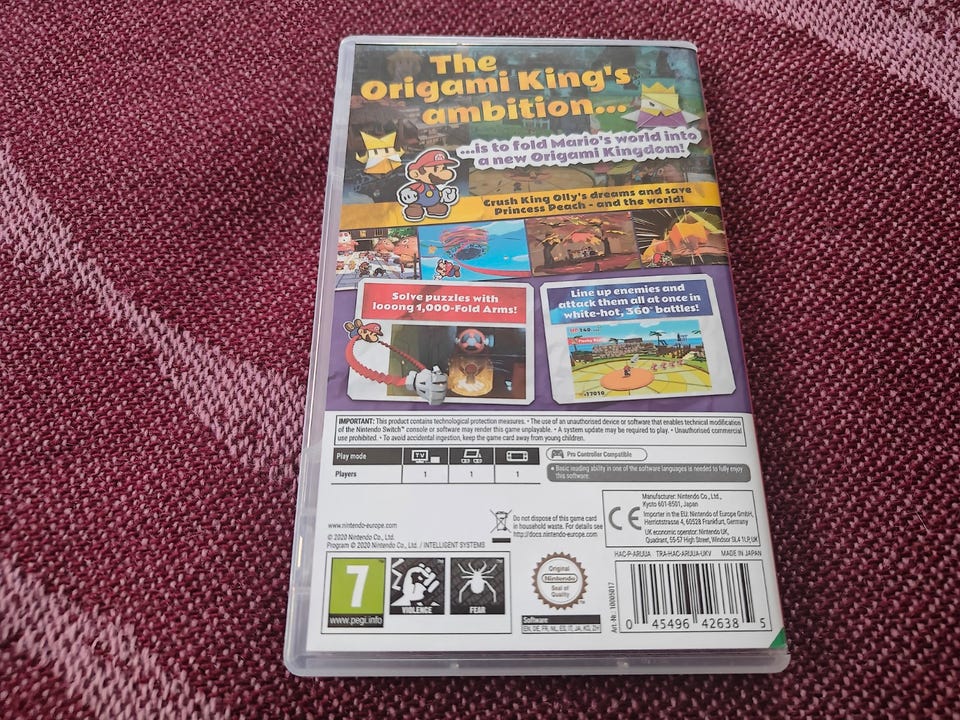 The
Origami King's
ambition...
...is to fold Mario's world into
a new Origami Kingdom!
Crush King Olly's dreams and save
Princess Peach - and the world!
Solve puzzles with
looong 1,000-Fold Arms!
Line up enemies and
attack them all at once in
white-hot, 360° battles!
IMPORTANT: This product contains technological protection measures. • The use of an unauthorised device or software that enables technical modification
of the Nintendo Switch™ console or software may render this game unplayable. • A system update may be required to play. • Unauthorised commercial
use prohibited. • To avoid accidental ingestion, keep the game card away from young children.
Play mode
TV
Players 1 1 1
Pro Controller Compatible
• Basic reading ability in one of the software languages is needed to fully enjoy
this software.
www.nintendo-europe.com
© 2020 Nintendo Co., Ltd.
Program © 2020 Nintendo Co., Ltd. / INTELLIGENT SYSTEMS
Do not dispose of this game card
in household waste. For details see
http://docs.nintendo-europe.com
CE
Manufacturer: Nintendo Co., Ltd.,
Kyoto 601-8501, Japan
Importer in the EU: Nintendo of Europe GmbH,
Herriotstrasse 4, 60528 Frankfurt, Germany
UK economic operator: Nintendo UK,
Quadrant, 55-57 High Street, Windsor SL4 1LP, UK
HAC-P-ARUUA TRA-HAC-ARUUA-UKV MADE IN JAPAN
7
www.pegi.info
VIOLENCE
FEAR
Original
Nintendo
Seal of
Quality
Software
EN, DE, FR, NL, ES, IT, JA, KO, ZH
Art.-Nr.: 10005017
0 45496 42638 5